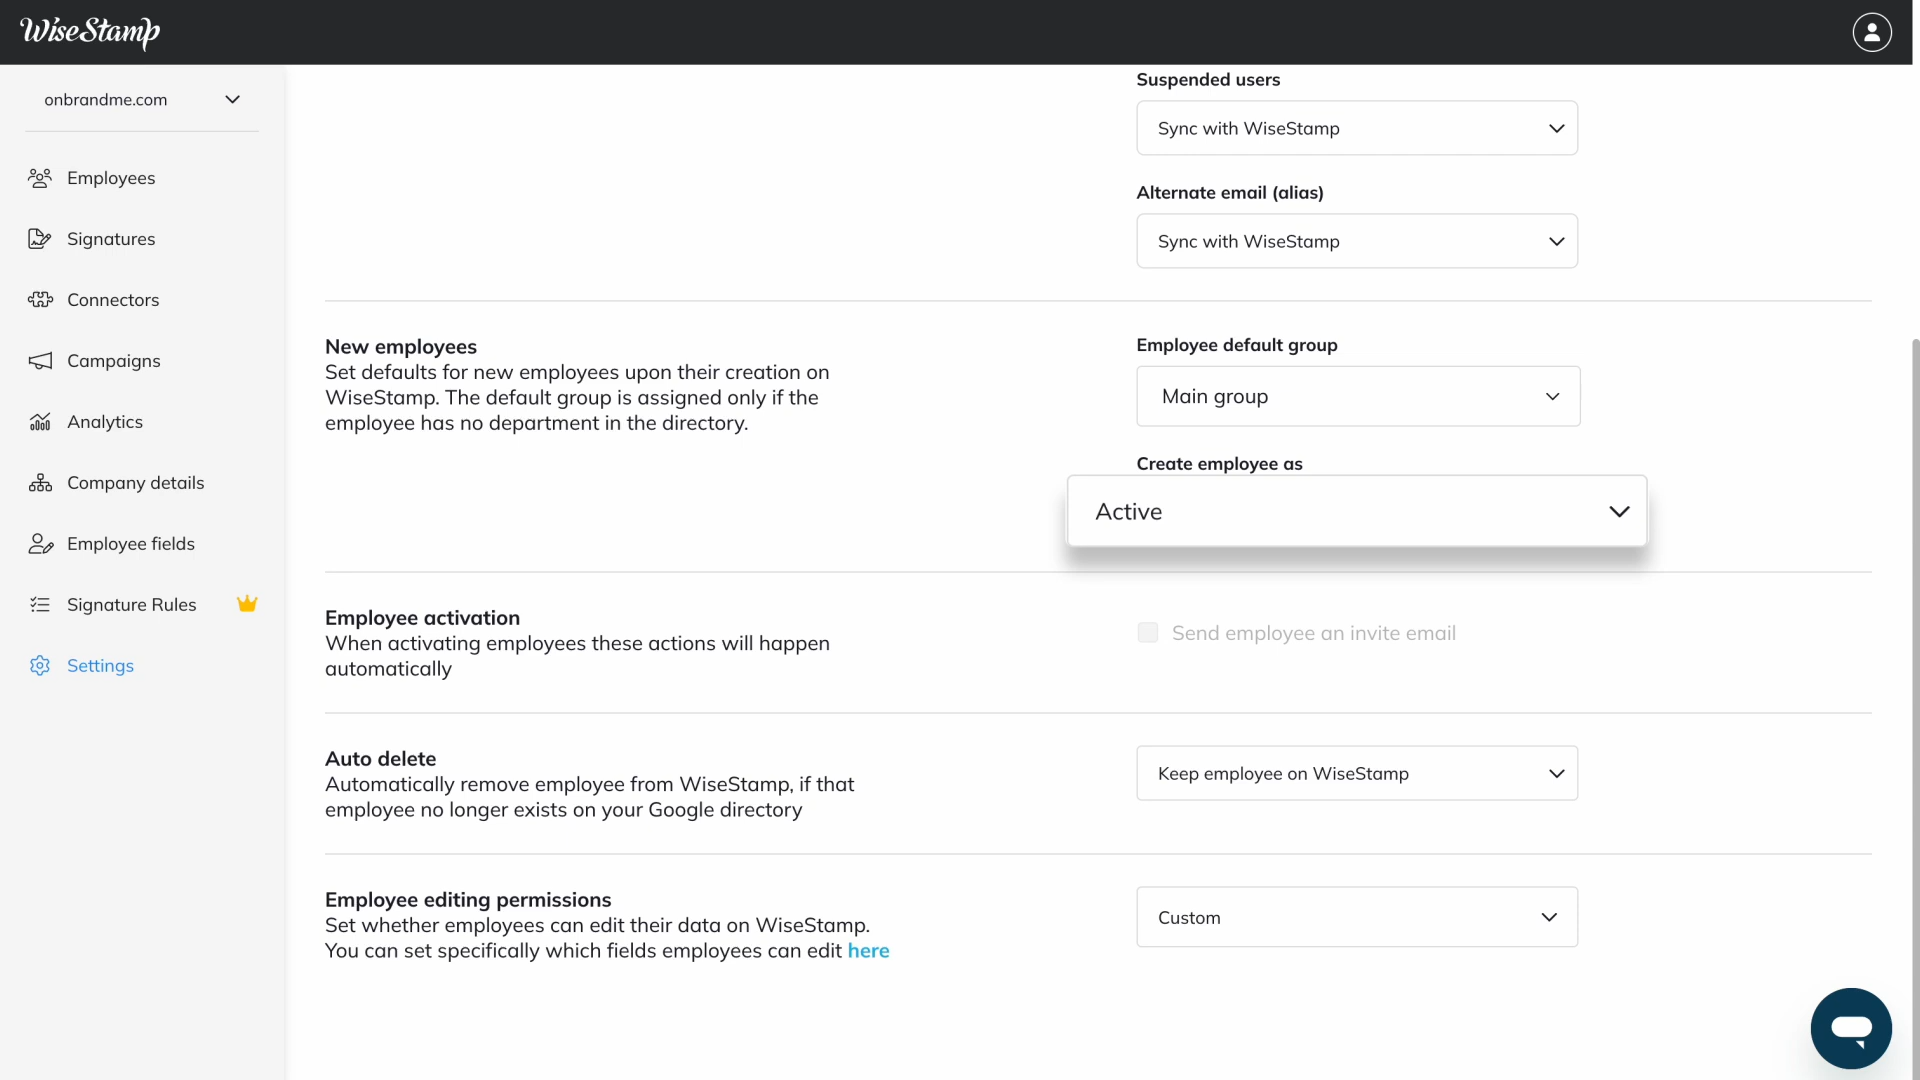 WiseStamp
onbrandme.com
Employees
Signatures
Connectors
Campaigns
Analytics
Company details
Employee fields
Signature Rules
Settings
Suspended users
Sync with WiseStamp
Alternate email (alias)
Sync with WiseStamp
New employees
Set defaults for new employees upon their creation on
WiseStamp. The default group is assigned only if the
employee has no department in the directory.
Employee default group
Main group
Create employee as
Active
Employee activation
When activating employees these actions will happen
automatically
Send employee an invite email
Auto delete
Automatically remove employee from WiseStamp, if that
employee no longer exists on your Google directory
Keep employee on WiseStamp
Employee editing permissions
Set whether employees can edit their data on WiseStamp.
You can set specifically which fields employees can edit here
Custom